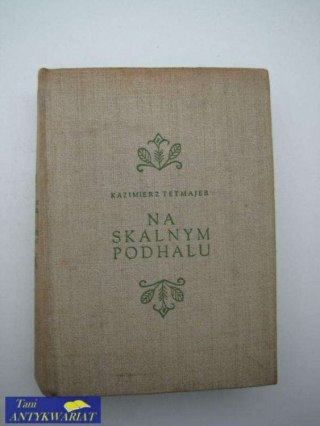 KAZIMIERZ TETMAJER
NA
SKALNYM
PODHALU
Tani
ANTYKWARIAT